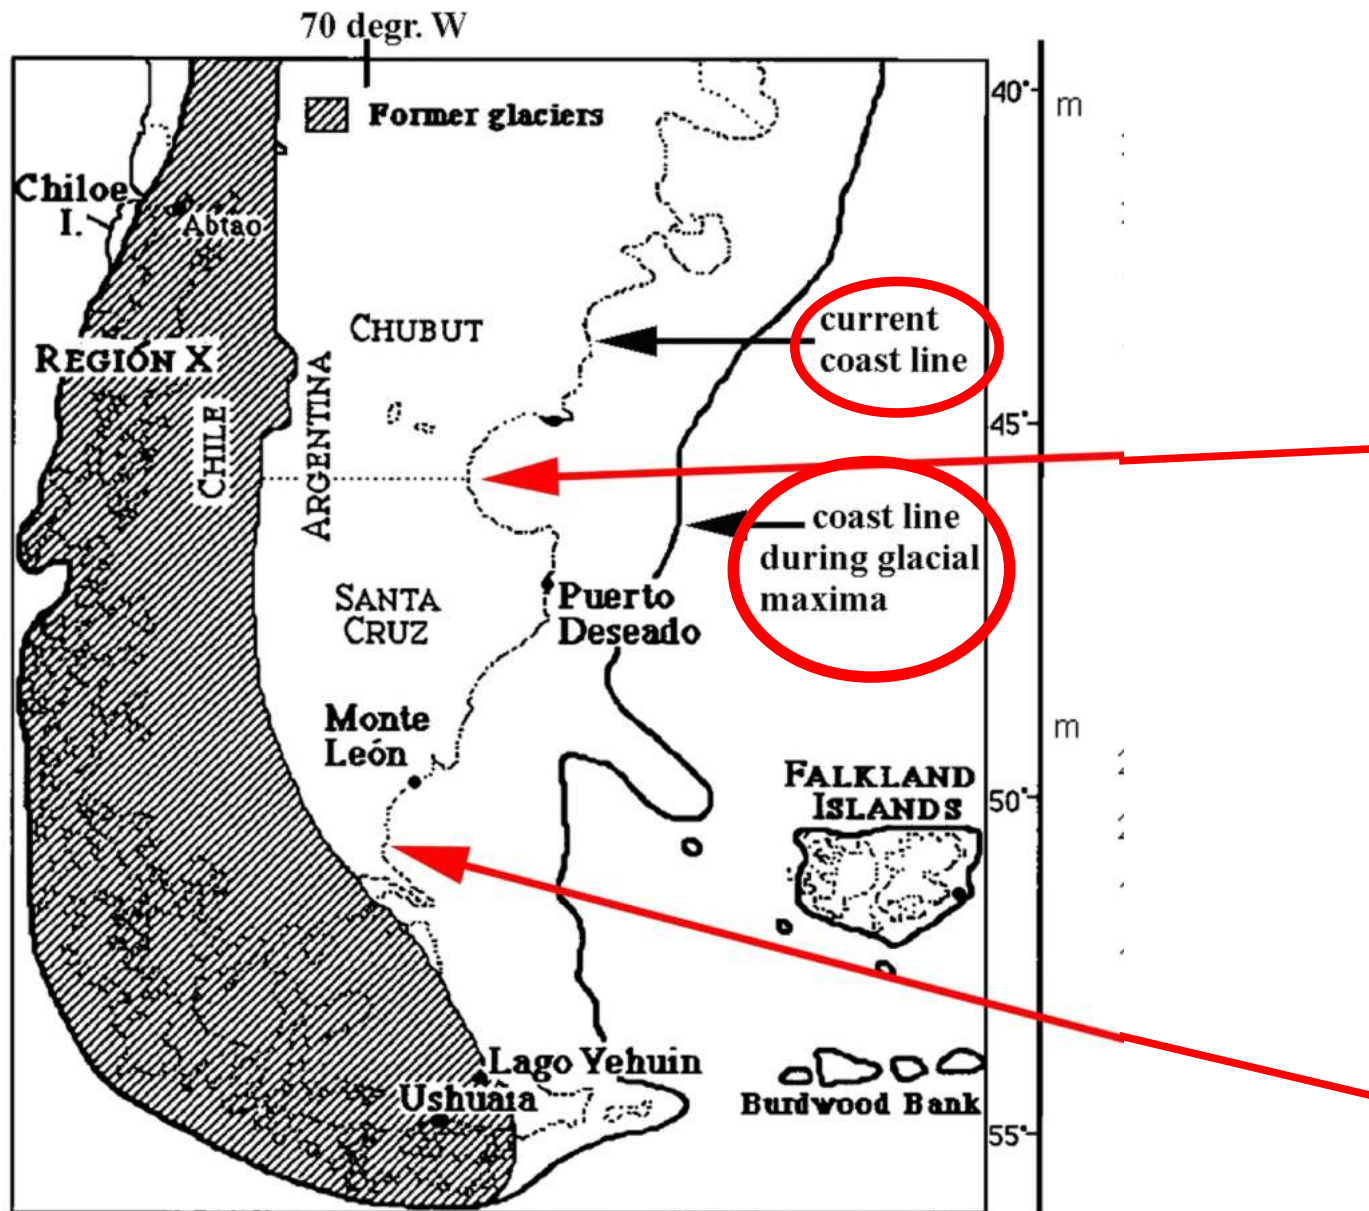 70 degr. W
Former glaciers
40°
m
Chiloe
I.
Abtao
CHUBUT
current
coast line
REGIÓN X
CHILE
ARGENTINA
45°
coast line
during glacial
maxima
SANTA
CRUZ
Puerto
Deseado
Monte
León
m
FALKLAND
ISLANDS
50°
Lago Yehuin
Ushuaia
Burdwood Bank
55°